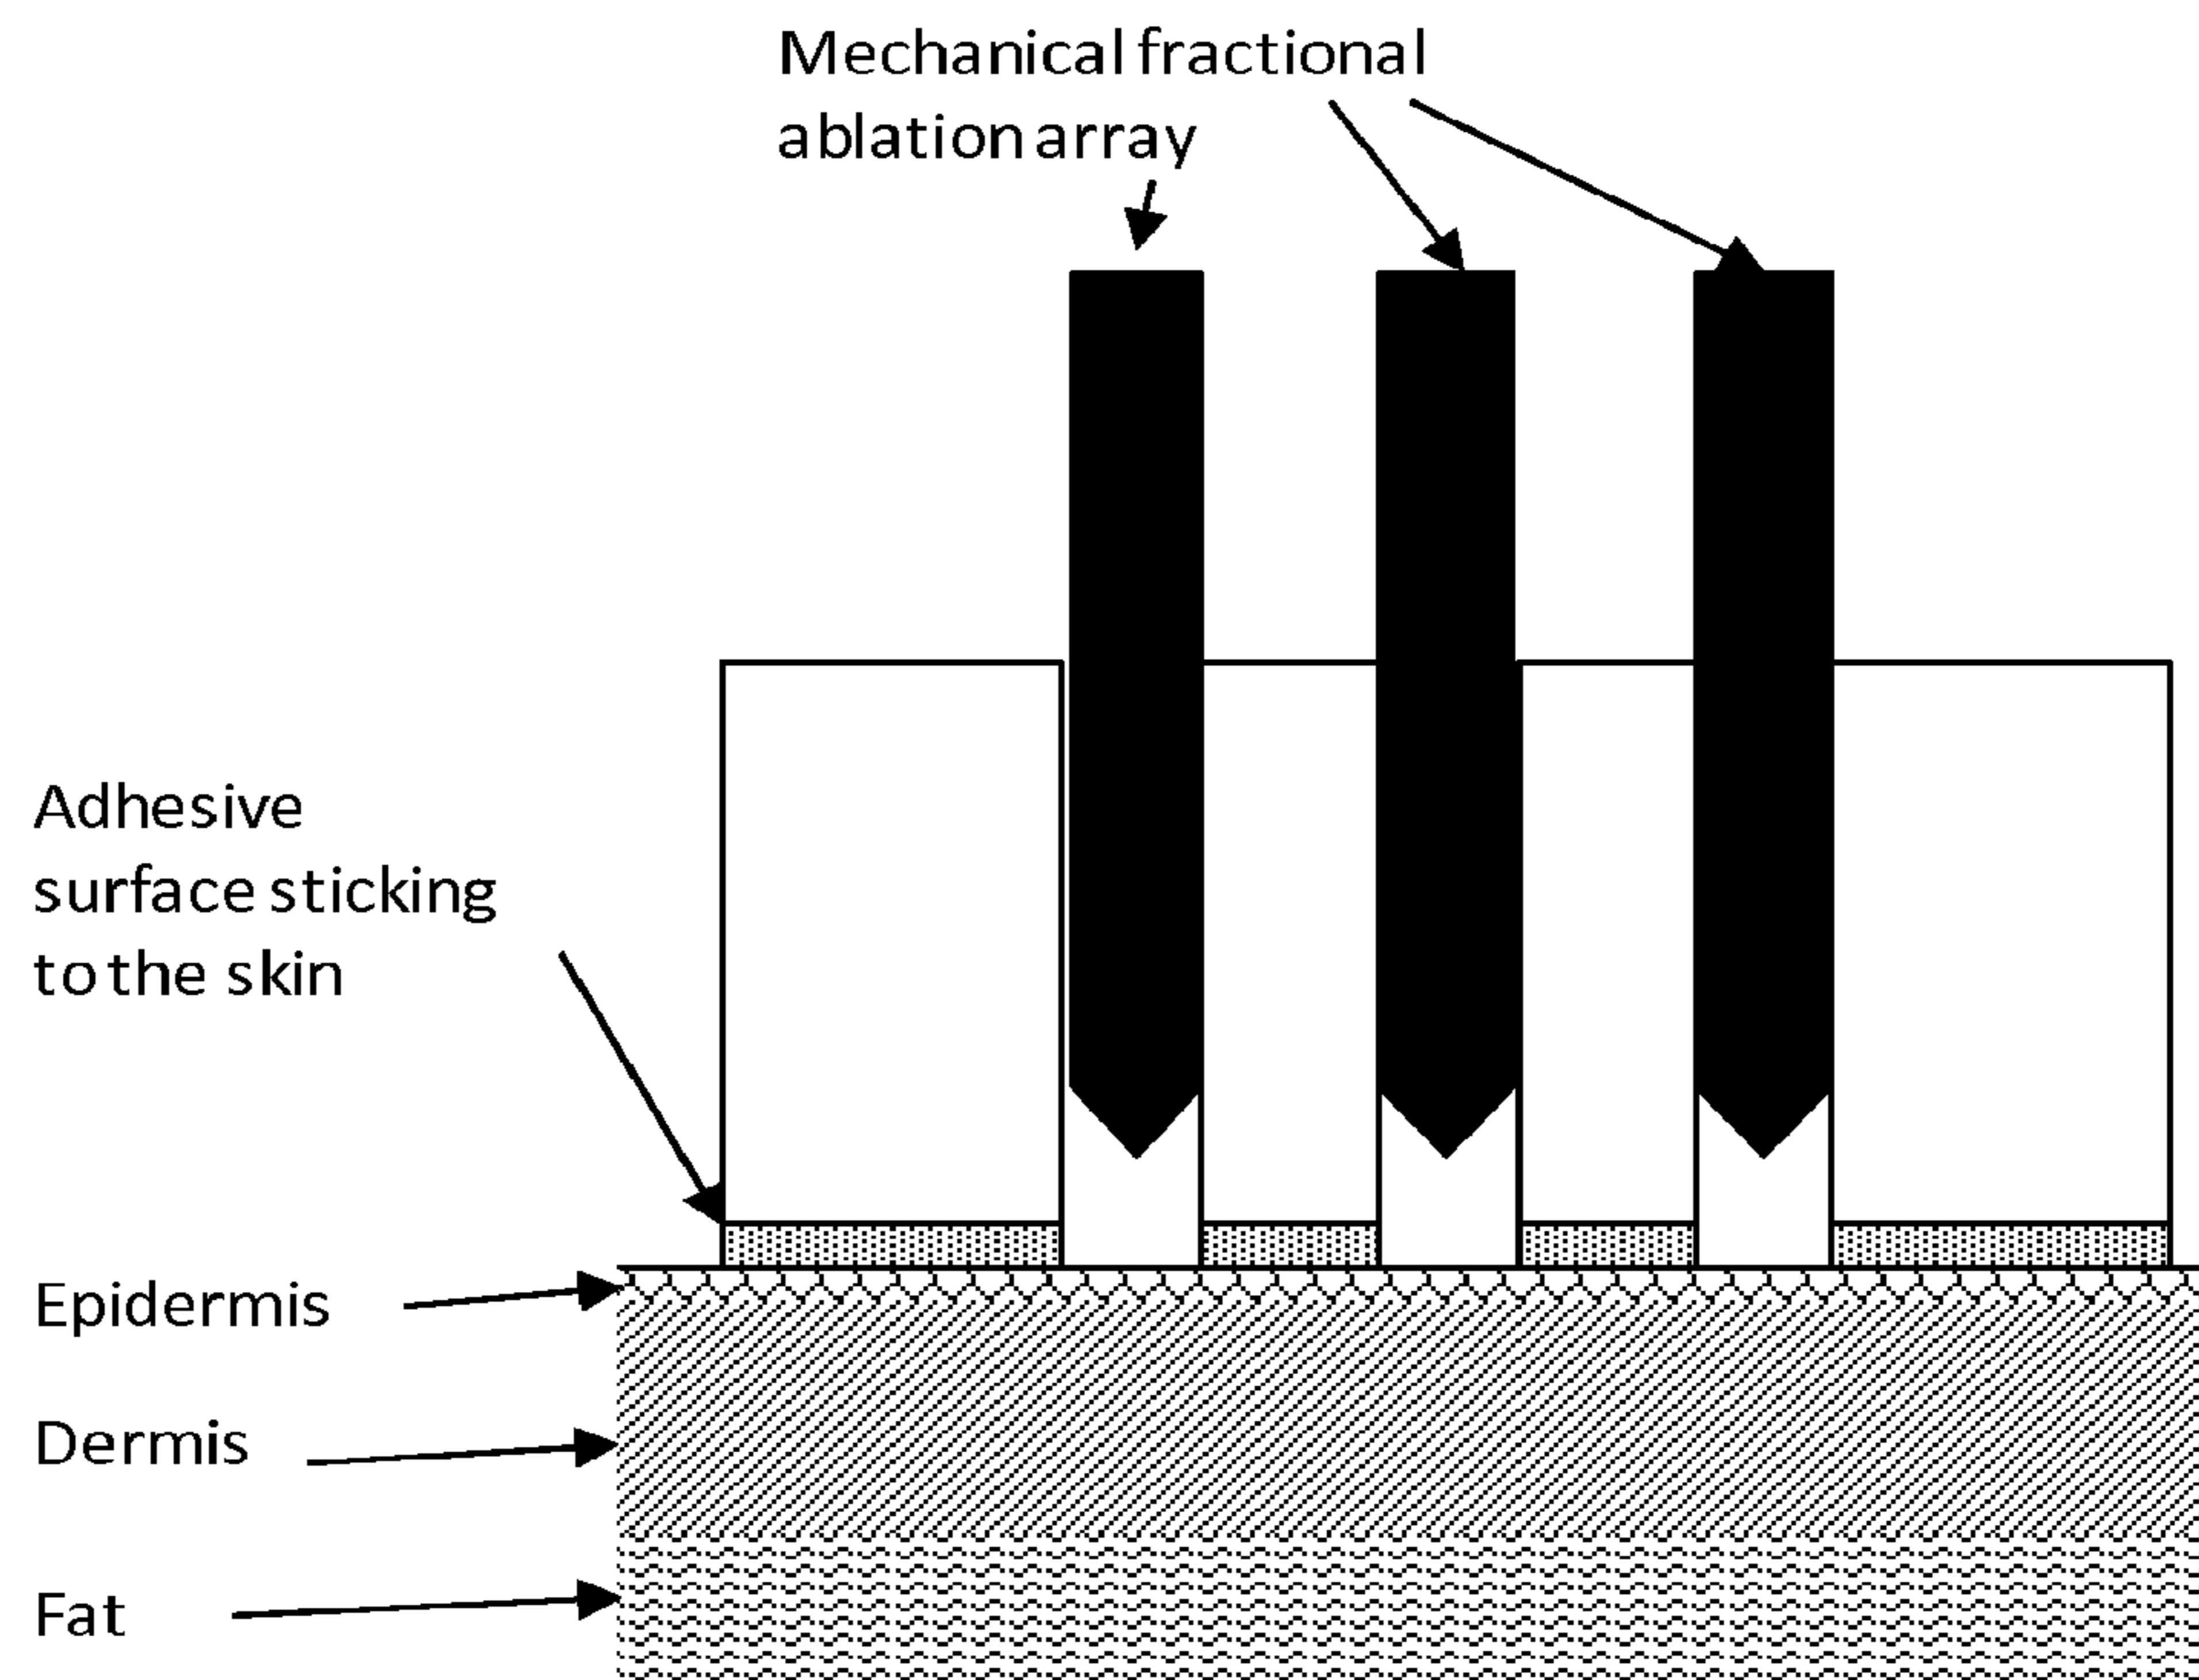 Mechanical fractional
ablation array
Adhesive
surface sticking
to the skin
Epidermis
Dermis
Fat